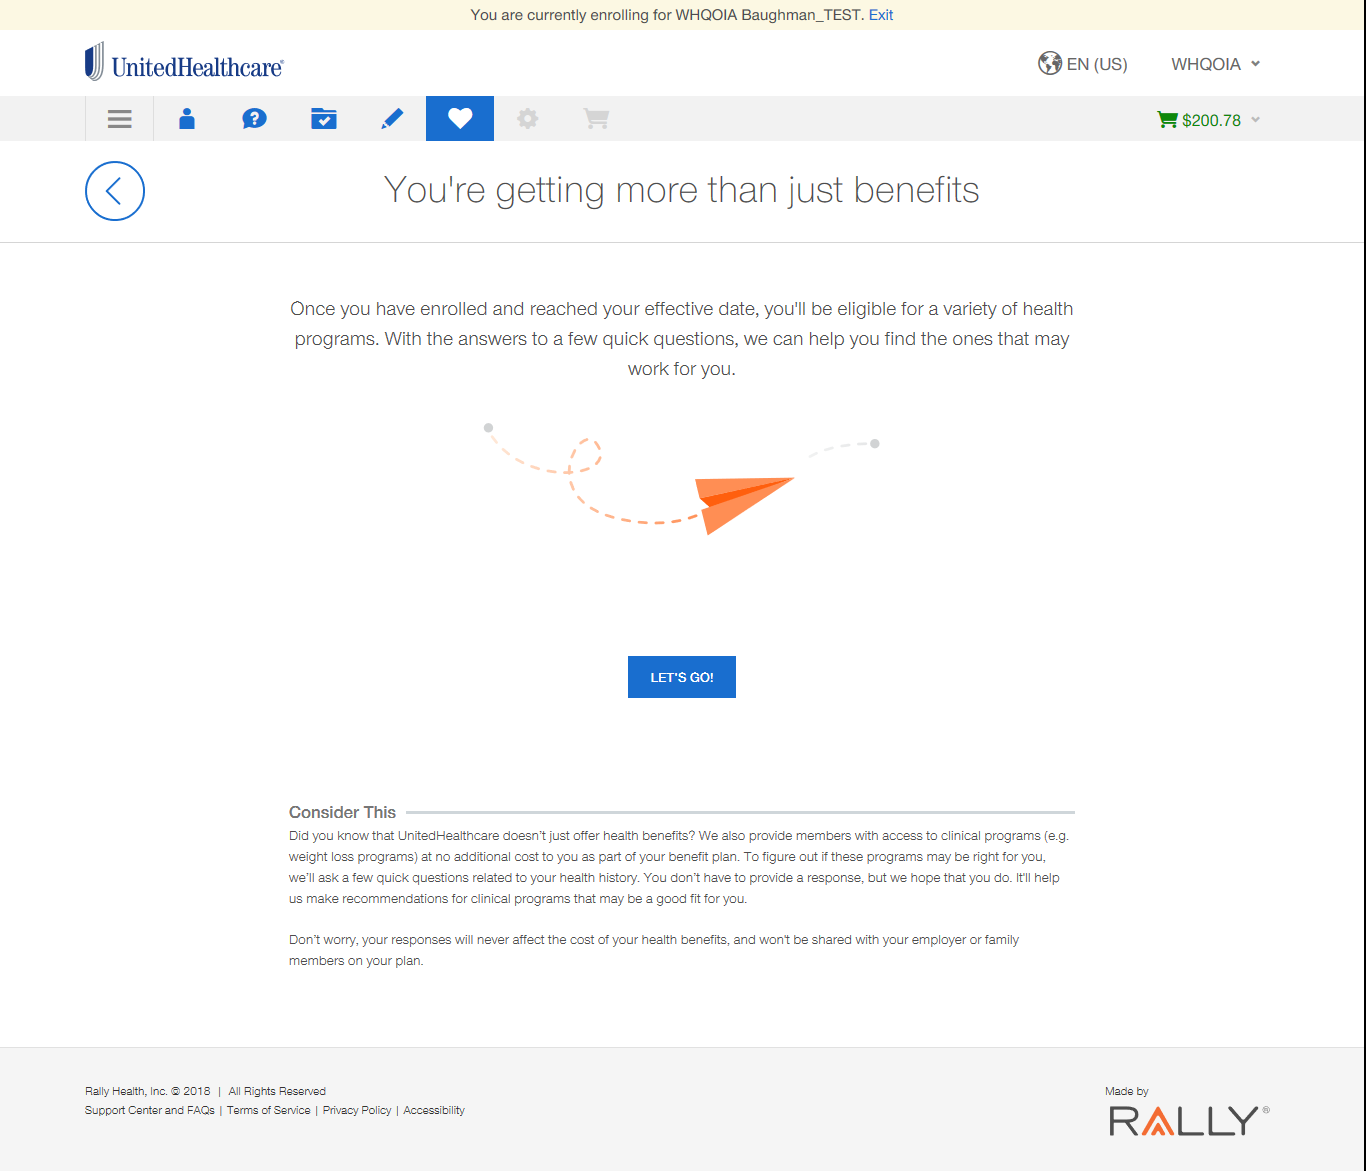 You are currently enrolling for WHQOIA Baughman_TEST. Exit
UnitedHealthcare®
EN (US)
WHQOIA
$200.78
You're getting more than just benefits
Once you have enrolled and reached your effective date, you'll be eligible for a variety of health
programs. With the answers to a few quick questions, we can help you find the ones that may
work for you.
LET'S GO!
Consider This
Did you know that UnitedHealthcare doesn't just offer health benefits? We also provide members with access to clinical programs (e.g.
weight loss programs) at no additional cost to you as part of your benefit plan. To figure out if these programs may be right for you,
we'll ask a few quick questions related to your health history. You don't have to provide a response, but we hope that you do. It'll help
us make recommendations for clinical programs that may be a good fit for you.
Don't worry, your responses will never affect the cost of your health benefits, and won't be shared with your employer or family
members on your plan.
Rally Health, Inc. © 2018 | All Rights Reserved
Support Center and FAQs | Terms of Service | Privacy Policy | Accessibility
Made by
RALLY®